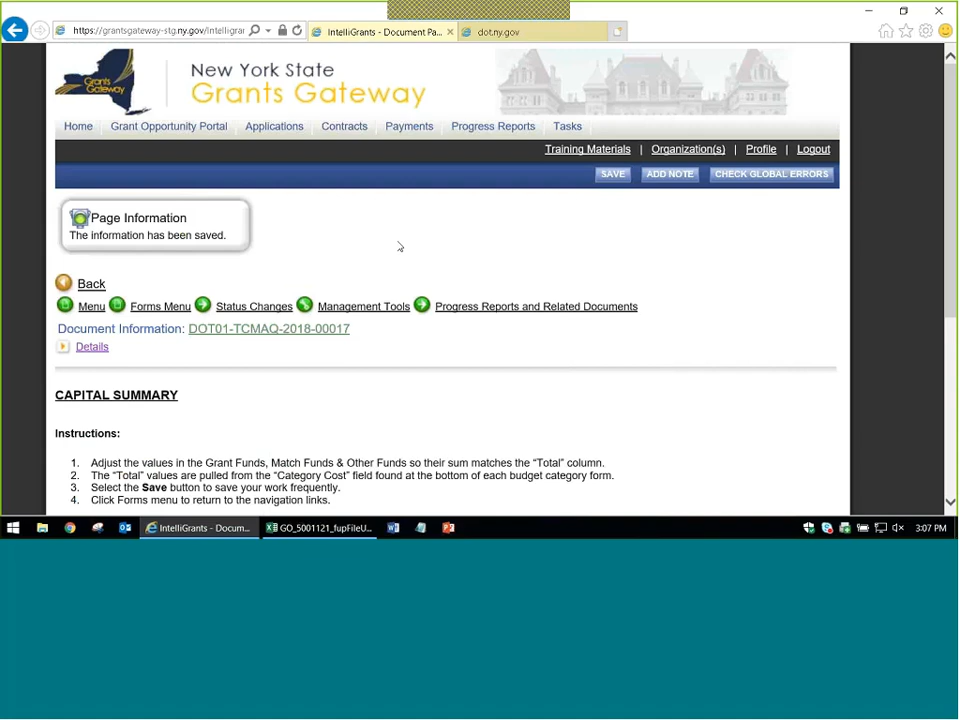 https://grantsgateway-stg.ny.gov/Intelligra
IntelliGrants - Document Pa...
dot.ny.gov
Grants Gateway
New York State
Grants Gateway
Home Grant Opportunity Portal Applications Contracts Payments Progress Reports Tasks
Training Materials | Organization(s) | Profile | Logout
SAVE ADD NOTE CHECK GLOBAL ERRORS
Page Information
The information has been saved.
Back
Menu Forms Menu Status Changes Management Tools Progress Reports and Related Documents
Document Information: DOT01-TCMAQ-2018-00017
Details
CAPITAL SUMMARY
Instructions:
1. Adjust the values in the Grant Funds, Match Funds & Other Funds so their sum matches the “Total” column.
2. The “Total” values are pulled from the “Category Cost” field found at the bottom of each budget category form.
3. Select the Save button to save your work frequently.
4. Click Forms menu to return to the navigation links.
IntelliGrants - Docum... GO_5001121_fupFileU... 3:07 PM